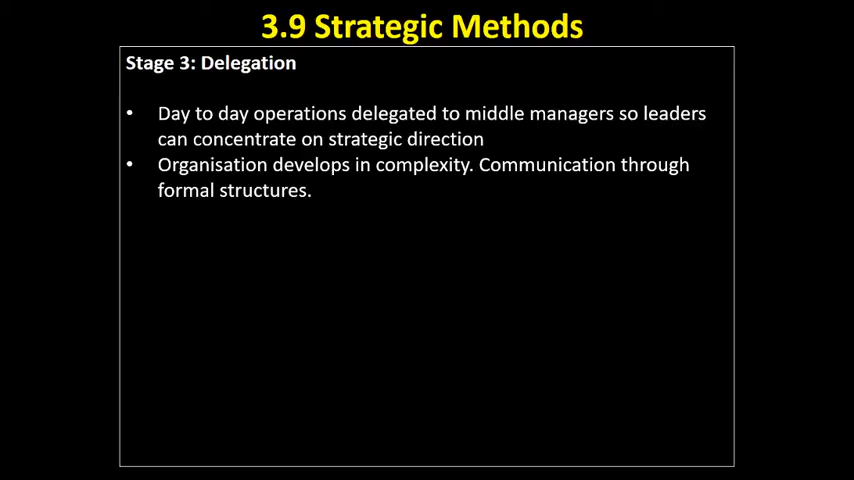 3.9 Strategic Methods
Stage 3: Delegation
• Day to day operations delegated to middle managers so leaders
can concentrate on strategic direction
• Organisation develops in complexity. Communication through
formal structures.